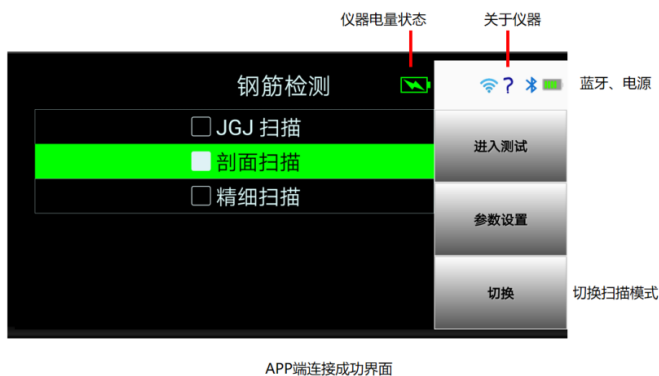 仪器电量状态
关于仪器
钢筋检测
?
蓝牙、电源
JGJ 扫描
剖面扫描
精细扫描
进入测试
参数设置
切换
切换扫描模式
APP端连接成功界面